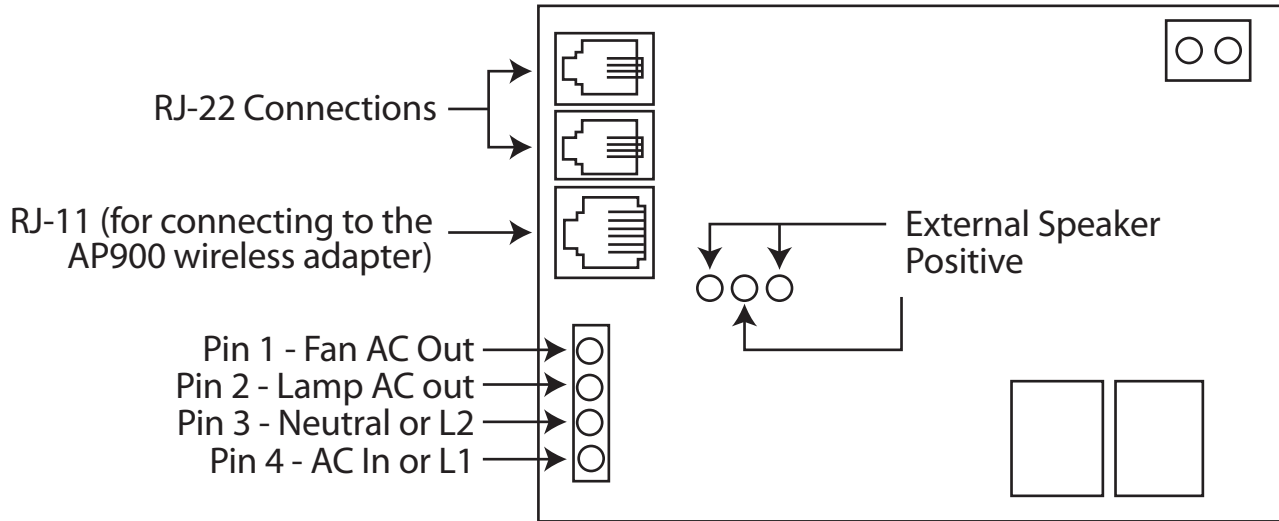 RJ-22 Connections
RJ-11 (for connecting to the
AP900 wireless adapter)
External Speaker
Positive
Pin 1 - Fan AC Out
Pin 2 - Lamp AC out
Pin 3 - Neutral or L2
Pin 4 - AC In or L1